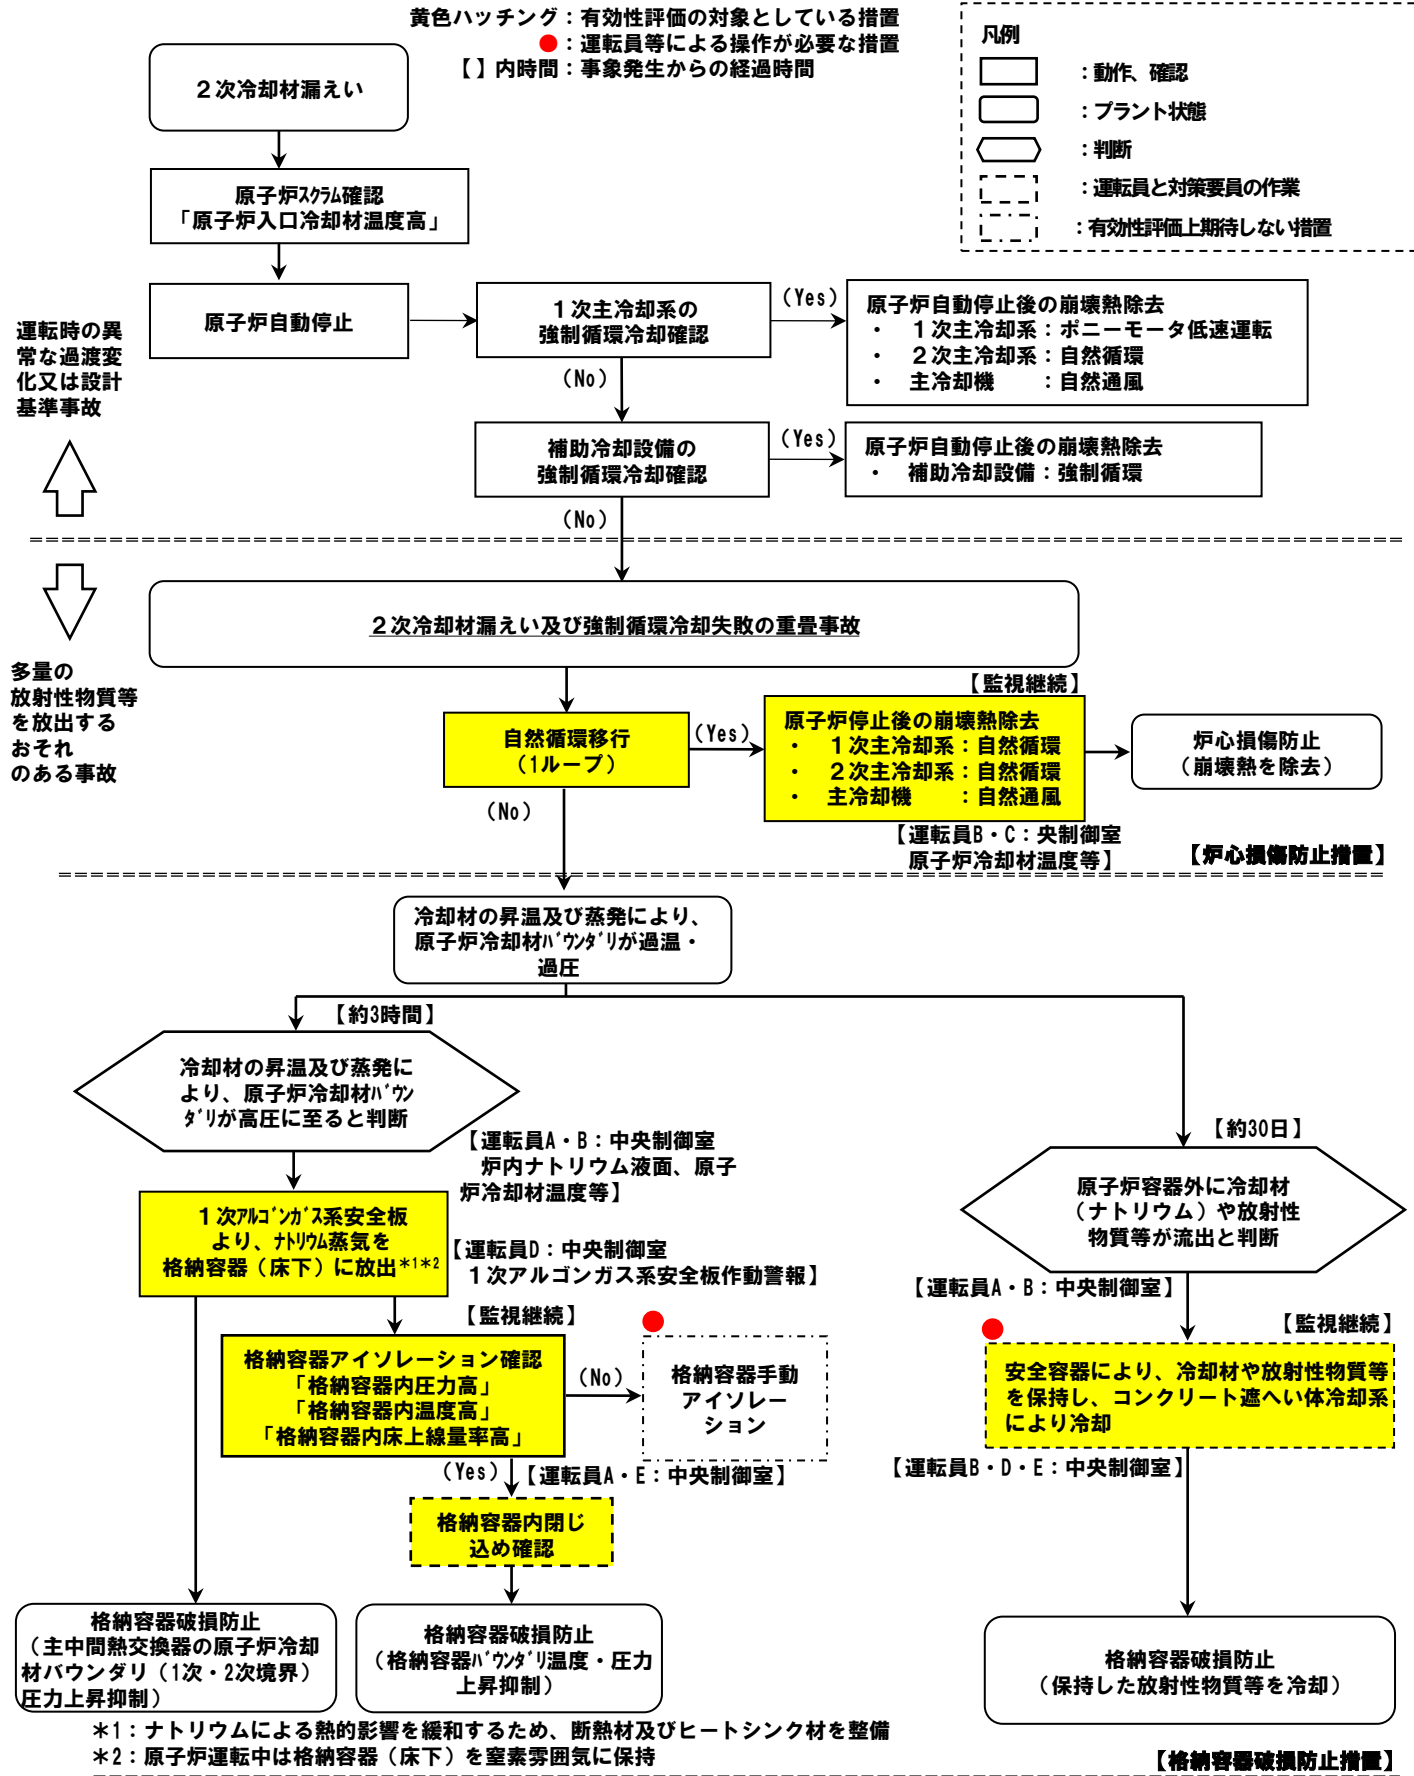 黄色ハッチング：有効性評価の対象としている措置
●：運転員等による操作が必要な措置
【 】内時間：事象発生からの経過時間
凡例
：動作、確認
：プラント状態
：判断
：運転員と対策要員の作業
：有効性評価上期待しない措置
２次冷却材漏えい
原子炉ｽｸﾗﾑ確認
「原子炉入口冷却材温度高」
原子炉自動停止
１次主冷却系の
強制循環冷却確認
（Yes）
原子炉自動停止後の崩壊熱除去
・　１次主冷却系：ポニーモータ低速運転
・　２次主冷却系：自然循環
・　主冷却機　　：自然通風
（No）
運転時の異
常な過渡変
化又は設計
基準事故
補助冷却設備の
強制循環冷却確認
（Yes）
原子炉自動停止後の崩壊熱除去
・　補助冷却設備：強制循環
（No）
２次冷却材漏えい及び強制循環冷却失敗の重畳事故
多量の
放射性物質等
を放出する
おそれ
のある事故
【監視継続】
自然循環移行
（1ループ）
（Yes）
原子炉停止後の崩壊熱除去
・　１次主冷却系：自然循環
・　２次主冷却系：自然循環
・　主冷却機　　：自然通風
炉心損傷防止
（崩壊熱を除去）
（No）
【運転員B・C：央制御室
原子炉冷却材温度等】
【炉心損傷防止措置】
冷却材の昇温及び蒸発により、
原子炉冷却材ﾊﾞｳﾝﾀﾞﾘが過温・
過圧
【約3時間】
冷却材の昇温及び蒸発に
より、原子炉冷却材ﾊﾞｳﾝ
ﾀﾞﾘが高圧に至ると判断
【運転員A・B：中央制御室
炉内ナトリウム液面、原子
炉冷却材温度等】
【約30日】
原子炉容器外に冷却材
（ナトリウム）や放射性
物質等が流出と判断
１次ｱﾙｺﾞﾝｶﾞｽ系安全板
より、ﾅﾄﾘｳﾑ蒸気を
格納容器（床下）に放出*1*2
【運転員D：中央制御室
１次アルゴンガス系安全板作動警報】
【運転員A・B：中央制御室】
【監視継続】
【監視継続】
格納容器アイソレーション確認
「格納容器内圧力高」
「格納容器内温度高」
「格納容器内床上線量率高」
（No）
格納容器手動
アイソレー
ション
安全容器により、冷却材や放射性物質等
を保持し、コンクリート遮へい体冷却系
により冷却
（Yes）
【運転員A・E：中央制御室】
【運転員B・D・E：中央制御室】
格納容器内閉じ
込め確認
格納容器破損防止
（主中間熱交換器の原子炉冷却
材バウンダリ（1次・2次境界）
圧力上昇抑制）
格納容器破損防止
（格納容器ﾊﾞｳﾝﾀﾞﾘ温度・圧力
上昇抑制）
格納容器破損防止
（保持した放射性物質等を冷却）
＊1：ナトリウムによる熱的影響を緩和するため、断熱材及びヒートシンク材を整備
＊2：原子炉運転中は格納容器（床下）を窒素雰囲気に保持
【格納容器破損防止措置】